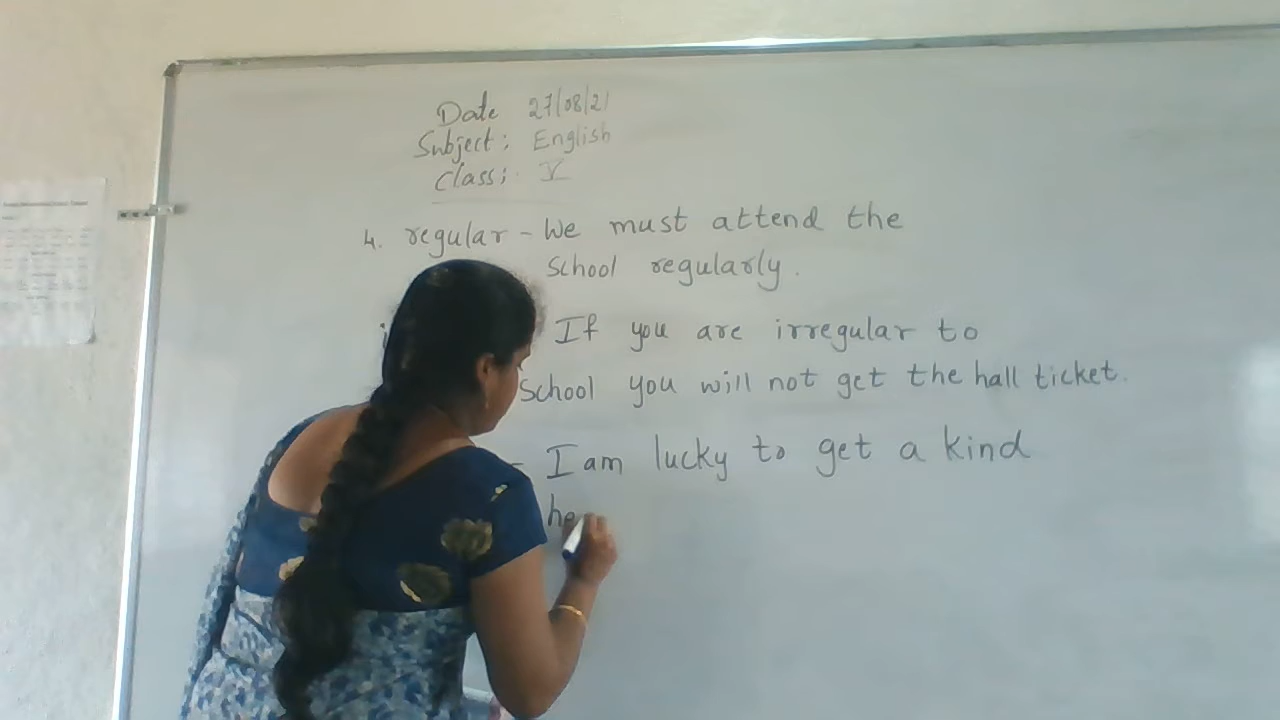 Date 27/08/21
Subject: English
Class: V
4. regular - We must attend the
school regularly.
If you are irregular to
school you will not get the hall ticket.
- I am lucky to get a kind
he